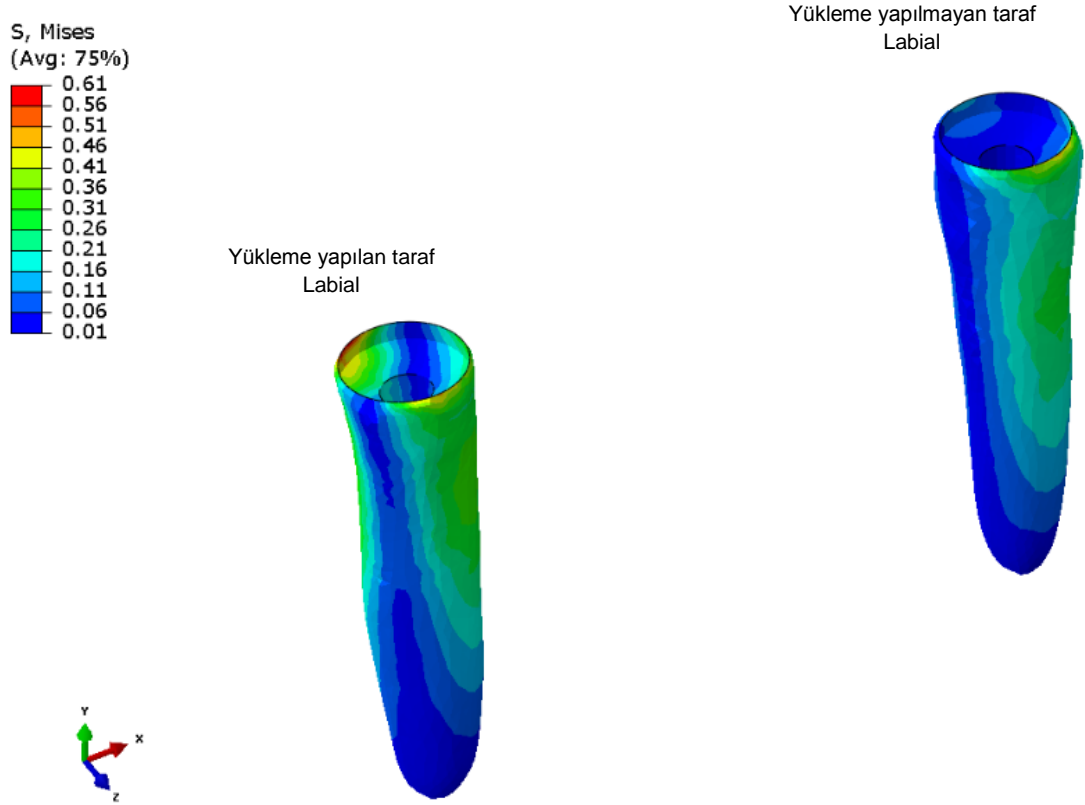 S, Mises
(Avg: 75%)
0.61
0.56
0.51
0.46
0.41
0.36
0.31
0.26
0.21
0.16
0.11
0.06
0.01
Yükleme yapılmayan taraf
Labial
Yükleme yapılan taraf
Labial
Y
X
Z